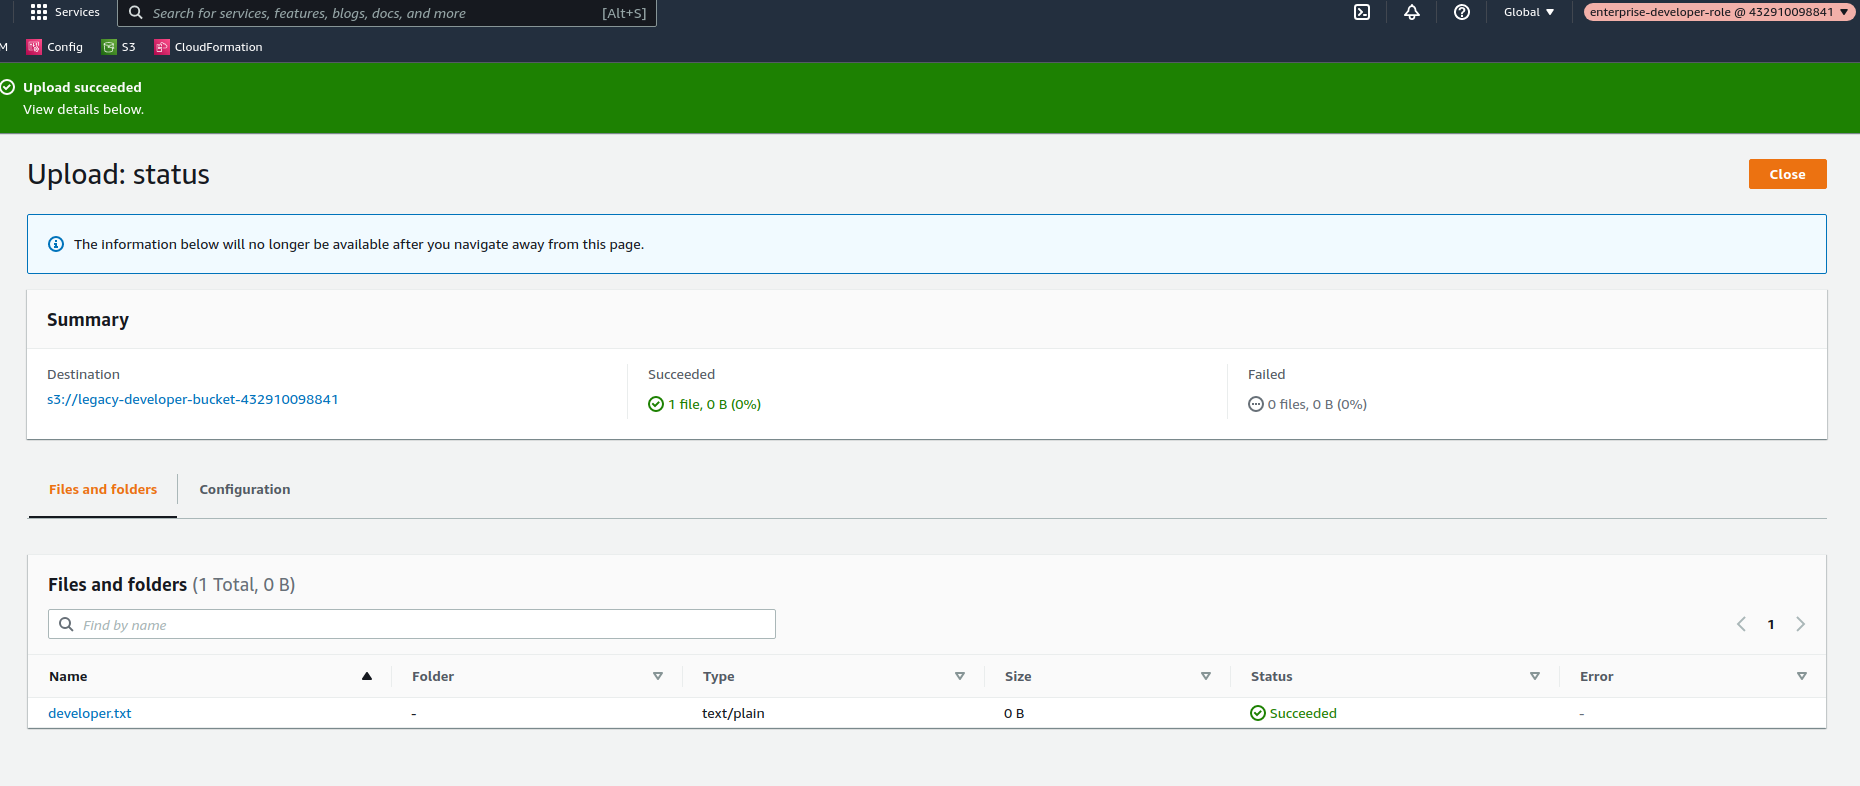 Services
Search for services, features, blogs, docs, and more
[Alt+S]
Global
enterprise-developer-role @ 432910098841
M
Config
S3
CloudFormation
Upload succeeded
View details below.
Upload: status
Close
The information below will no longer be available after you navigate away from this page.
Summary
Destination
Succeeded
Failed
s3://legacy-developer-bucket-432910098841
1 file, 0 B (0%)
0 files, 0 B (0%)
Files and folders
Configuration
Files and folders (1 Total, 0 B)
Find by name
1
Name
Folder
Type
Size
Status
Error
developer.txt
-
text/plain
0 B
Succeeded
-